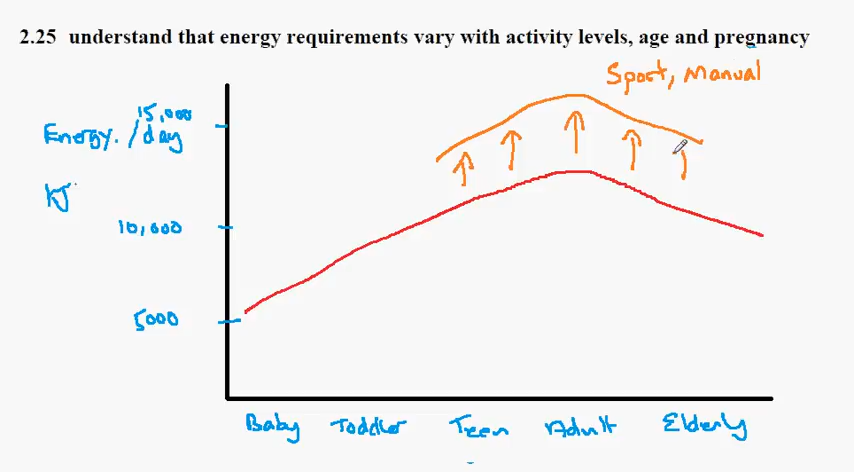 2.25 understand that energy requirements vary with activity levels, age and pregnancy
Sport, Manual
15,000
Energy. / day
KJ
10,000
5000
Baby Toddler Teen Adult Elderly